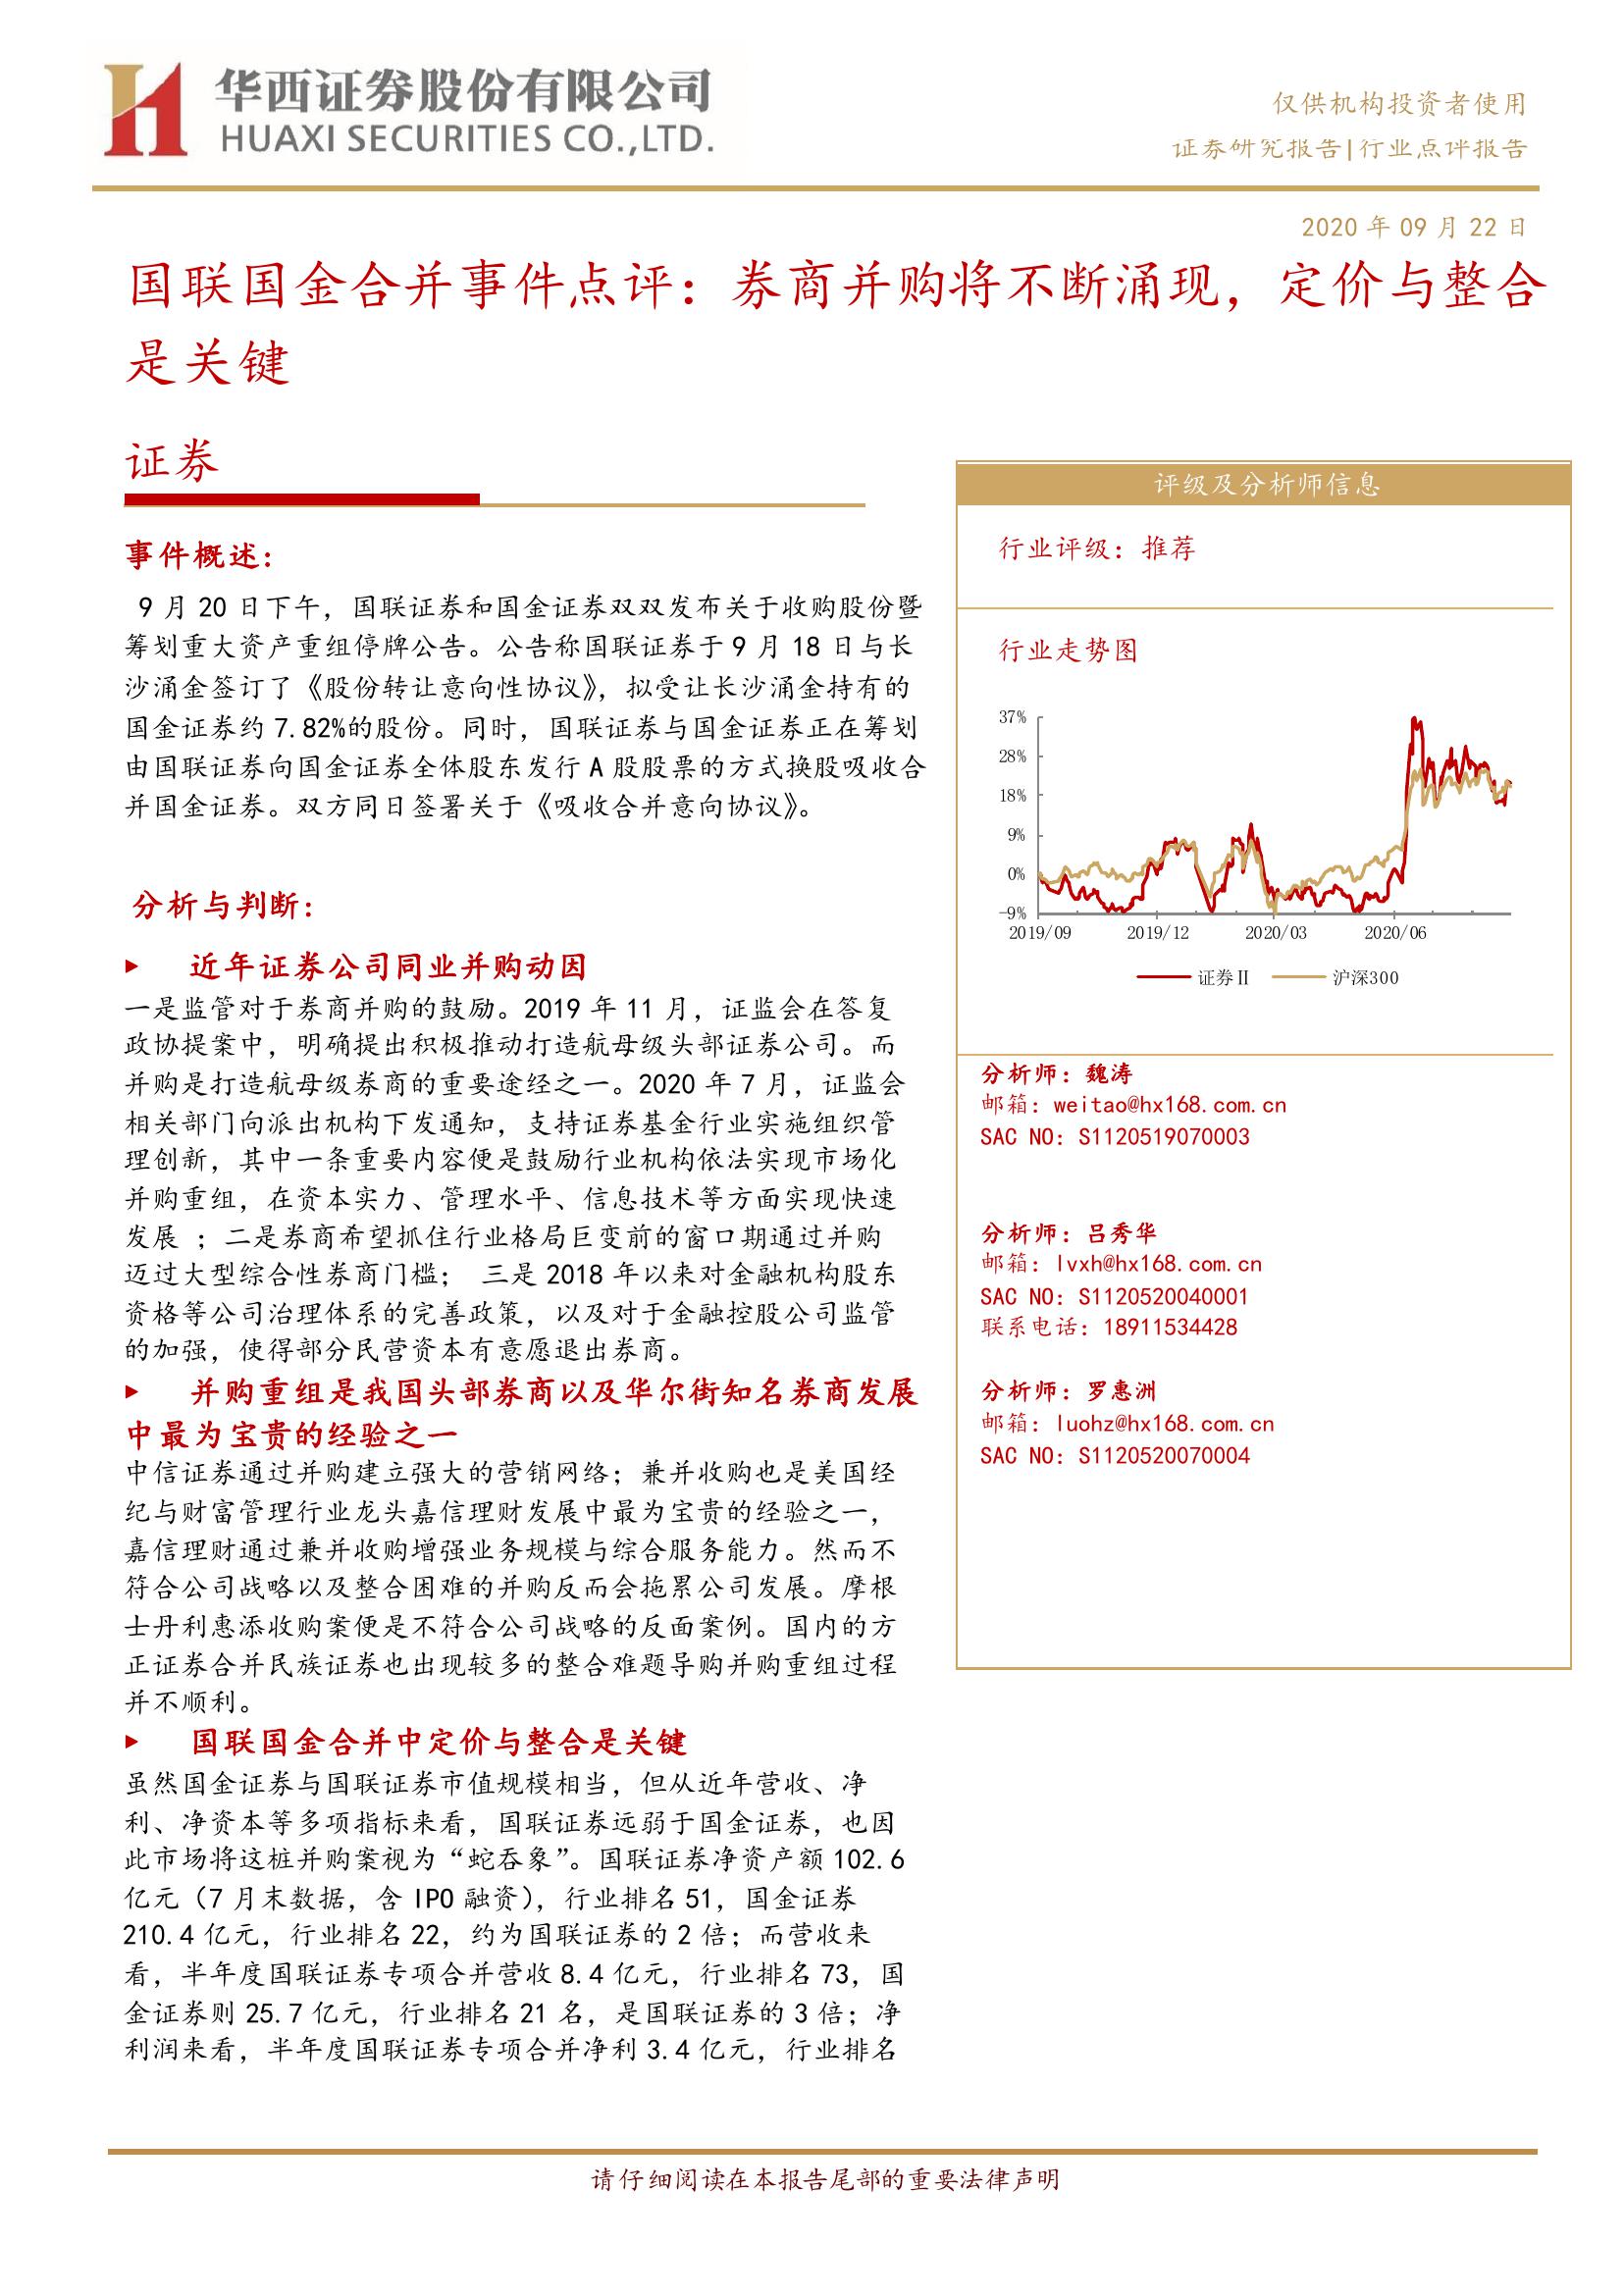 华西证券股份有限公司
HUAXI SECURITIES CO.,LTD.
仅供机构投资者使用
证券研究报告|行业点评报告
2020 年 09 月 22 日
国联国金合并事件点评：券商并购将不断涌现，定价与整合
是关键
证券
事件概述：
9 月 20 日下午，国联证券和国金证券双双发布关于收购股份暨
筹划重大资产重组停牌公告。公告称国联证券于 9 月 18 日与长
沙涌金签订了《股份转让意向性协议》，拟受让长沙涌金持有的
国金证券约 7.82%的股份。同时，国联证券与国金证券正在筹划
由国联证券向国金证券全体股东发行 A 股股票的方式换股吸收合
并国金证券。双方同日签署关于《吸收合并意向协议》。
分析与判断：
▶ 近年证券公司同业并购动因
一是监管对于券商并购的鼓励。2019 年 11 月，证监会在答复
政协提案中，明确提出积极推动打造航母级头部证券公司。而
并购是打造航母级券商的重要途经之一。2020 年 7 月，证监会
相关部门向派出机构下发通知，支持证券基金行业实施组织管
理创新，其中一条重要内容便是鼓励行业机构依法实现市场化
并购重组，在资本实力、管理水平、信息技术等方面实现快速
发展 ；二是券商希望抓住行业格局巨变前的窗口期通过并购
迈过大型综合性券商门槛； 三是 2018 年以来对金融机构股东
资格等公司治理体系的完善政策，以及对于金融控股公司监管
的加强，使得部分民营资本有意愿退出券商。
▶ 并购重组是我国头部券商以及华尔街知名券商发展
中最为宝贵的经验之一
中信证券通过并购建立强大的营销网络；兼并收购也是美国经
纪与财富管理行业龙头嘉信理财发展中最为宝贵的经验之一，
嘉信理财通过兼并收购增强业务规模与综合服务能力。然而不
符合公司战略以及整合困难的并购反而会拖累公司发展。摩根
士丹利惠添收购案便是不符合公司战略的反面案例。国内的方
正证券合并民族证券也出现较多的整合难题导购并购重组过程
并不顺利。
▶ 国联国金合并中定价与整合是关键
虽然国金证券与国联证券市值规模相当，但从近年营收、净
利、净资本等多项指标来看，国联证券远弱于国金证券，也因
此市场将这桩并购案视为“蛇吞象”。国联证券净资产额 102.6
亿元（7 月末数据，含 IPO 融资），行业排名 51，国金证券
210.4 亿元，行业排名 22，约为国联证券的 2 倍；而营收来
看，半年度国联证券专项合并营收 8.4 亿元，行业排名 73，国
金证券则 25.7 亿元，行业排名 21 名，是国联证券的 3 倍；净
利润来看，半年度国联证券专项合并净利 3.4 亿元，行业排名
评级及分析师信息
行业评级：推荐
行业走势图
37%
28%
18%
9%
0%
-9%
2019/09 2019/12 2020/03 2020/06
证券Ⅱ 沪深300
分析师：魏涛
邮箱：weitao@hx168.com.cn
SAC NO：S1120519070003
分析师：吕秀华
邮箱：lvxh@hx168.com.cn
SAC NO：S1120520040001
联系电话：18911534428
分析师：罗惠洲
邮箱：luohz@hx168.com.cn
SAC NO：S1120520070004
请仔细阅读在本报告尾部的重要法律声明